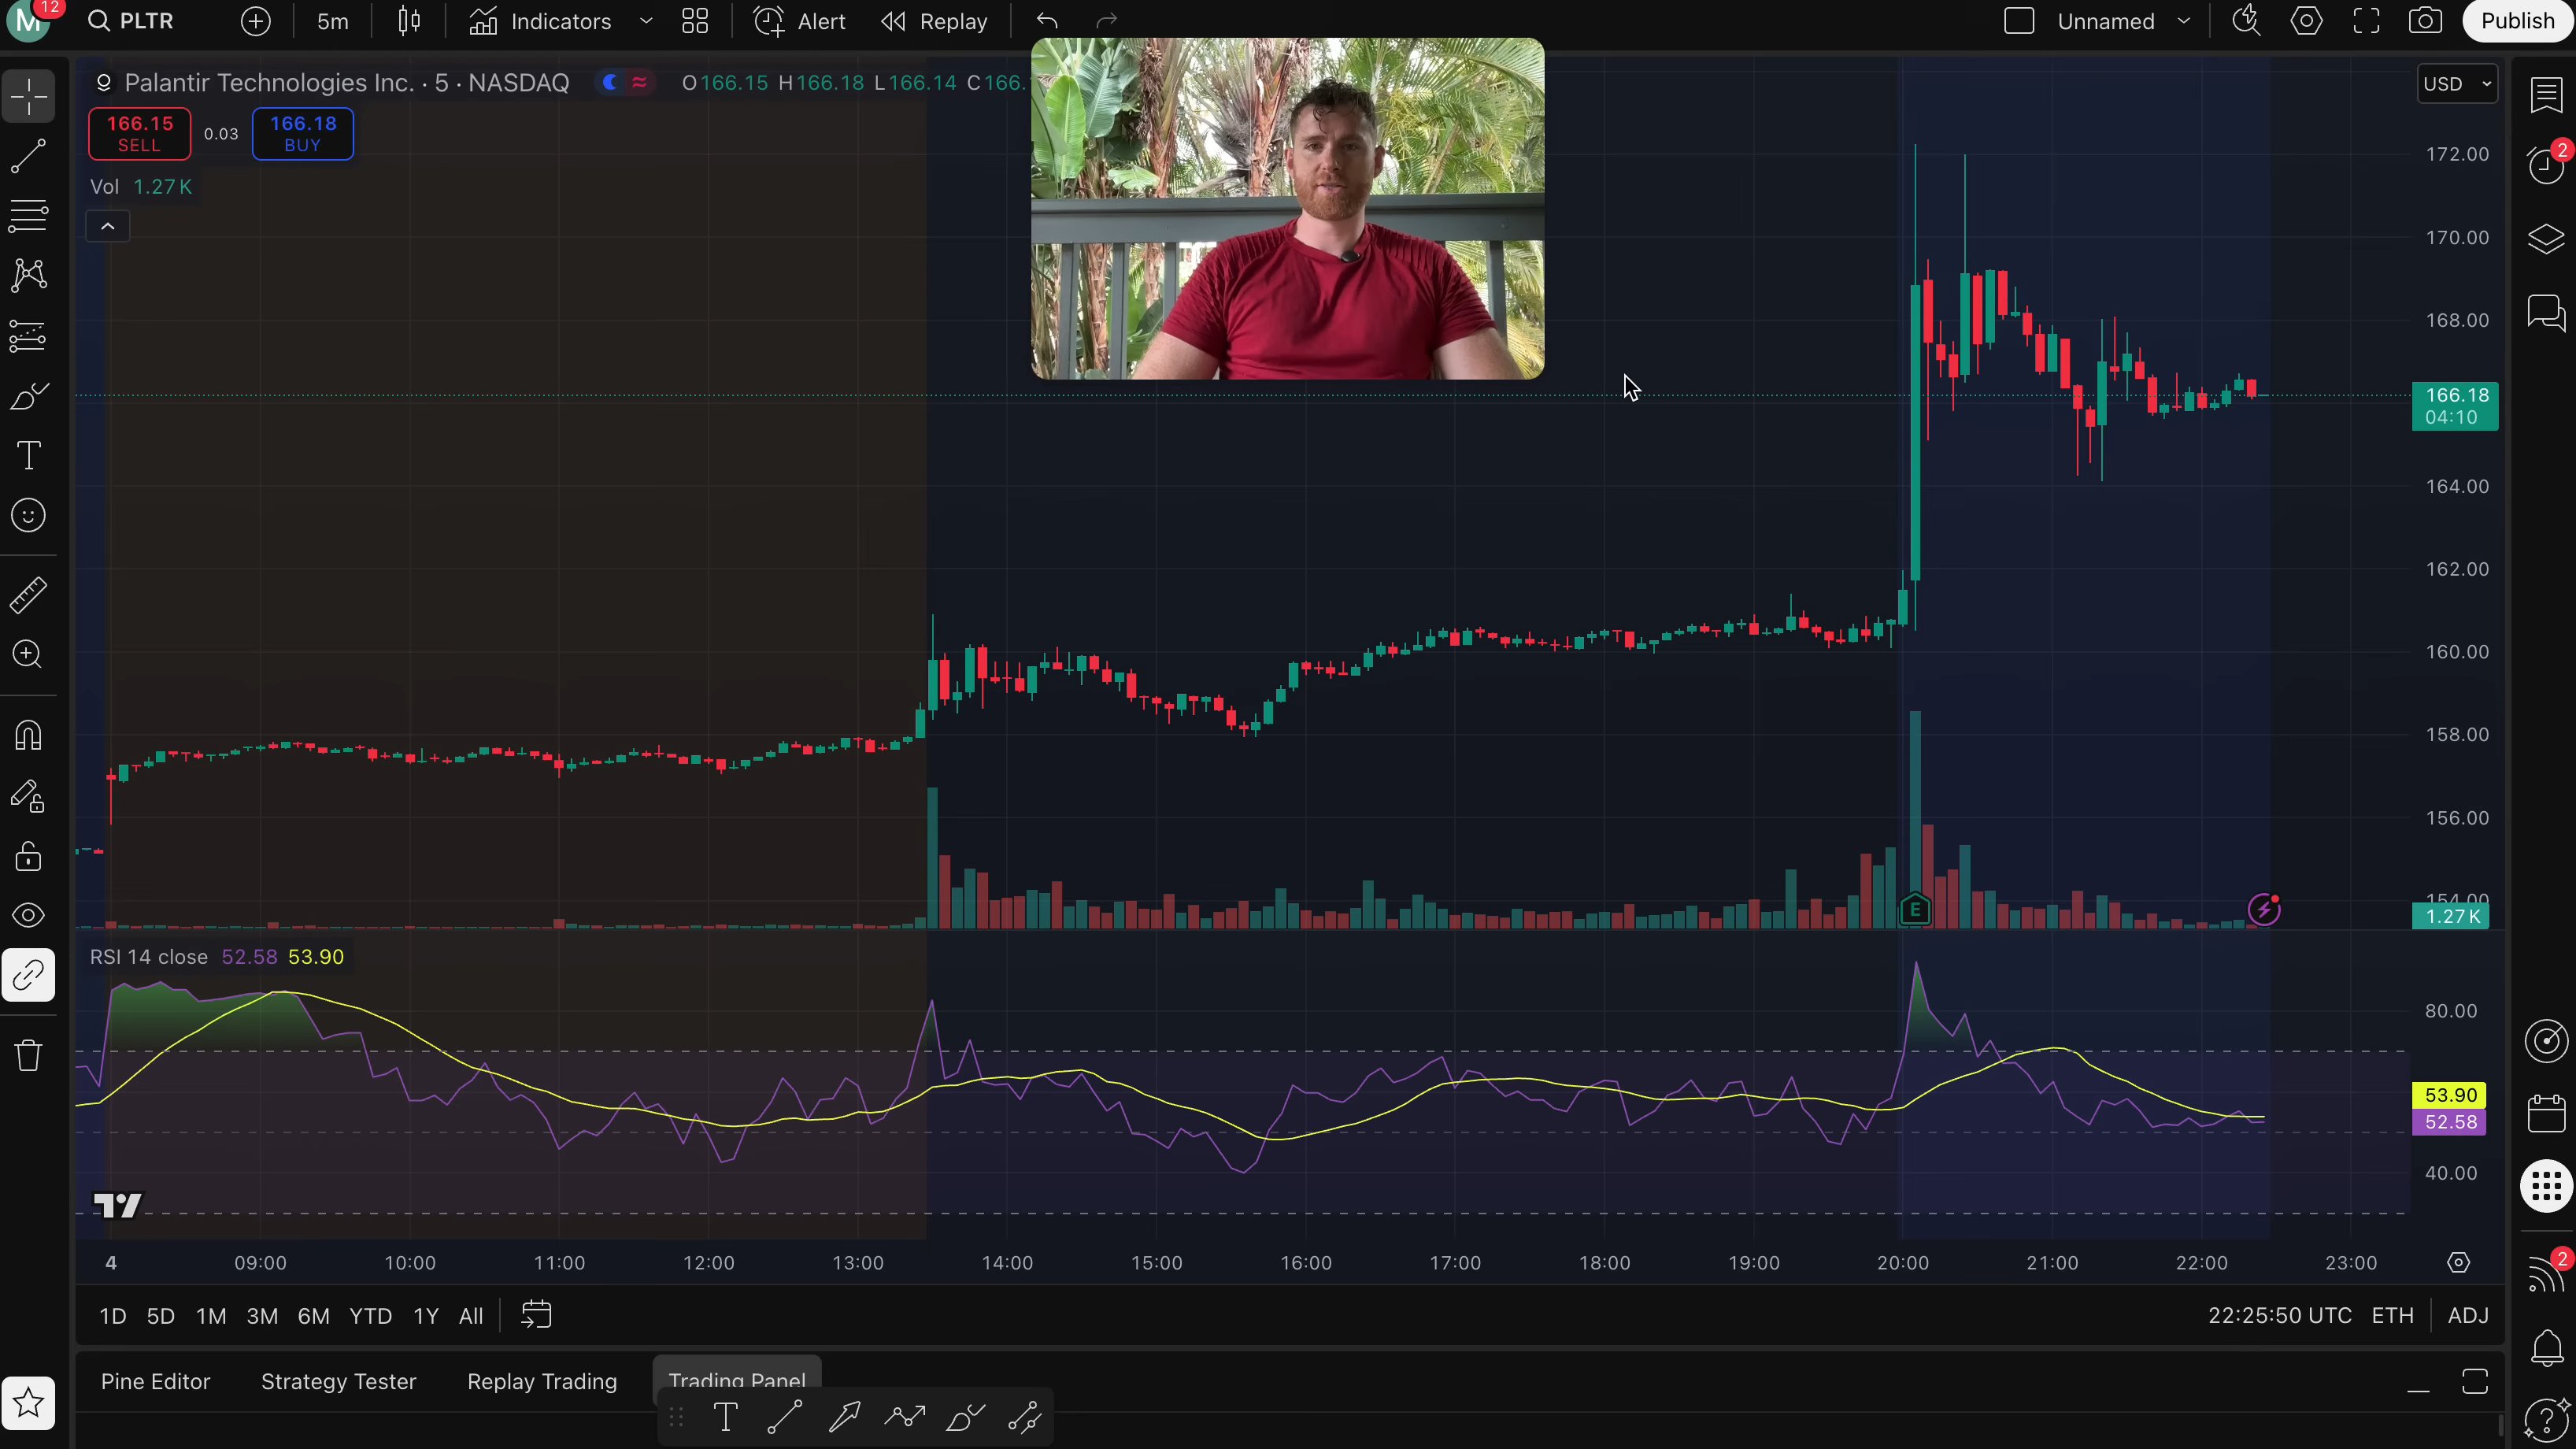 M 12 PLTR 5m Indicators Alert Replay Unnamed Publish
Palantir Technologies Inc. · 5 · NASDAQ O166.15 H166.18 L166.14 C166.
USD
166.15 SELL 0.03 166.18 BUY
Vol 1.27K
172.00
170.00
168.00
166.18
04:10
164.00
162.00
160.00
158.00
156.00
154.00
1.27K
E
RSI 14 close 52.58 53.90
80.00
53.90
52.58
40.00
4 09:00 10:00 11:00 12:00 13:00 14:00 15:00 16:00 17:00 18:00 19:00 20:00 21:00 22:00 23:00
1D 5D 1M 3M 6M YTD 1Y All 22:25:50 UTC ETH ADJ
Pine Editor Strategy Tester Replay Trading Trading Panel
T
2
2